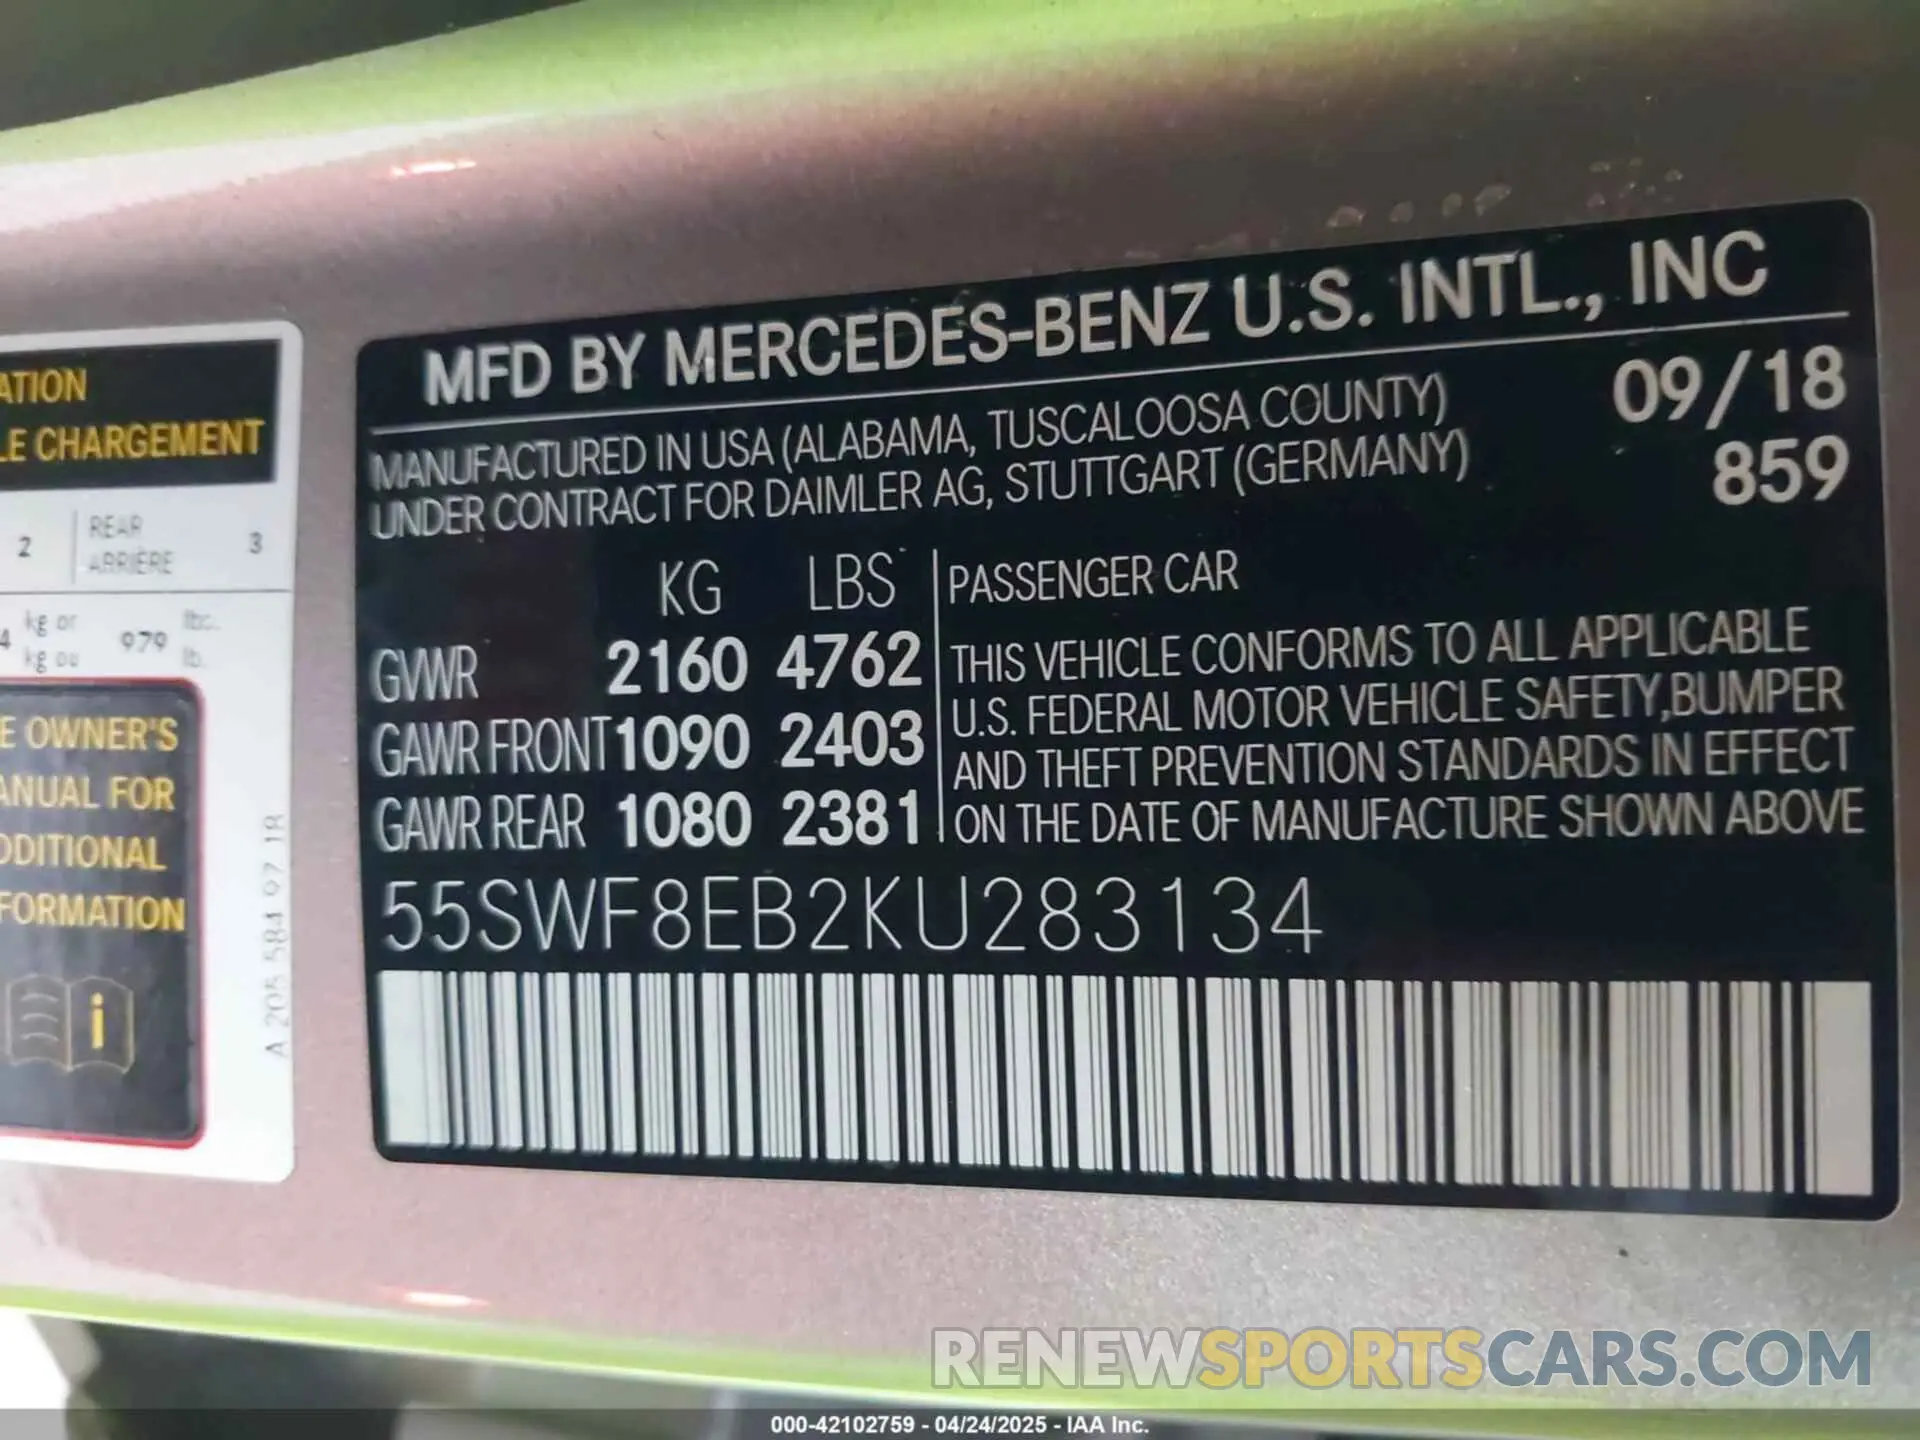 ATION
LE CHARGEMENT
2
REAR
ARRIÈRE
3
4
kg or
kg ou
979
lbs.
lb.
E OWNER'S
ANUAL FOR
DDITIONAL
FORMATION
i
A 205 584 97 18
MFD BY MERCEDES-BENZ U.S. INTL., INC
MANUFACTURED IN USA (ALABAMA, TUSCALOOSA COUNTY)
09/18
UNDER CONTRACT FOR DAIMLER AG, STUTTGART (GERMANY)
859
KG LBS
GVWR 2160 4762
GAWR FRONT 1090 2403
GAWR REAR 1080 2381
PASSENGER CAR
THIS VEHICLE CONFORMS TO ALL APPLICABLE
U.S. FEDERAL MOTOR VEHICLE SAFETY,BUMPER
AND THEFT PREVENTION STANDARDS IN EFFECT
ON THE DATE OF MANUFACTURE SHOWN ABOVE
55SWF8EB2KU283134
RENEWSPORTSCARS.COM
000-42102759 - 04/24/2025 - IAA Inc.